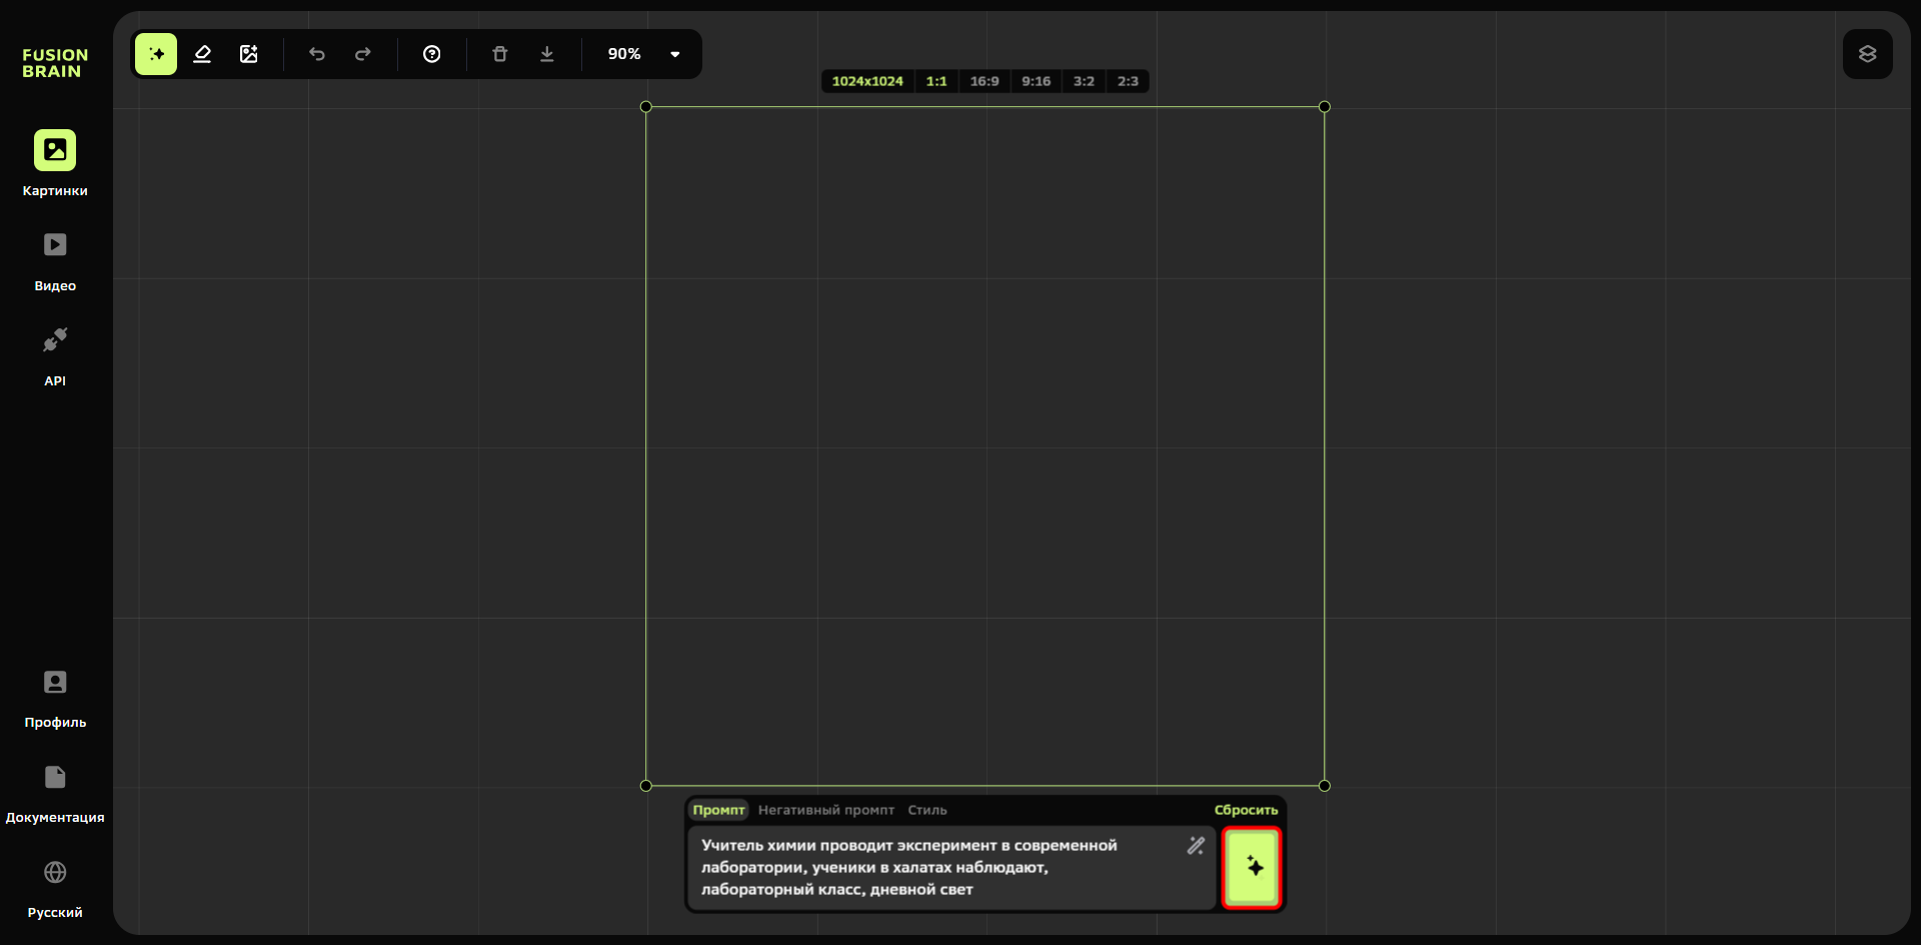 FUSION
BRAIN
90%
1024x1024 1:1 16:9 9:16 3:2 2:3
Картинки
Видео
API
Профиль
Документация
Русский
Промпт Негативный промпт Стиль Сбросить
Учитель химии проводит эксперимент в современной
лаборатории, ученики в халатах наблюдают,
лабораторный класс, дневной свет